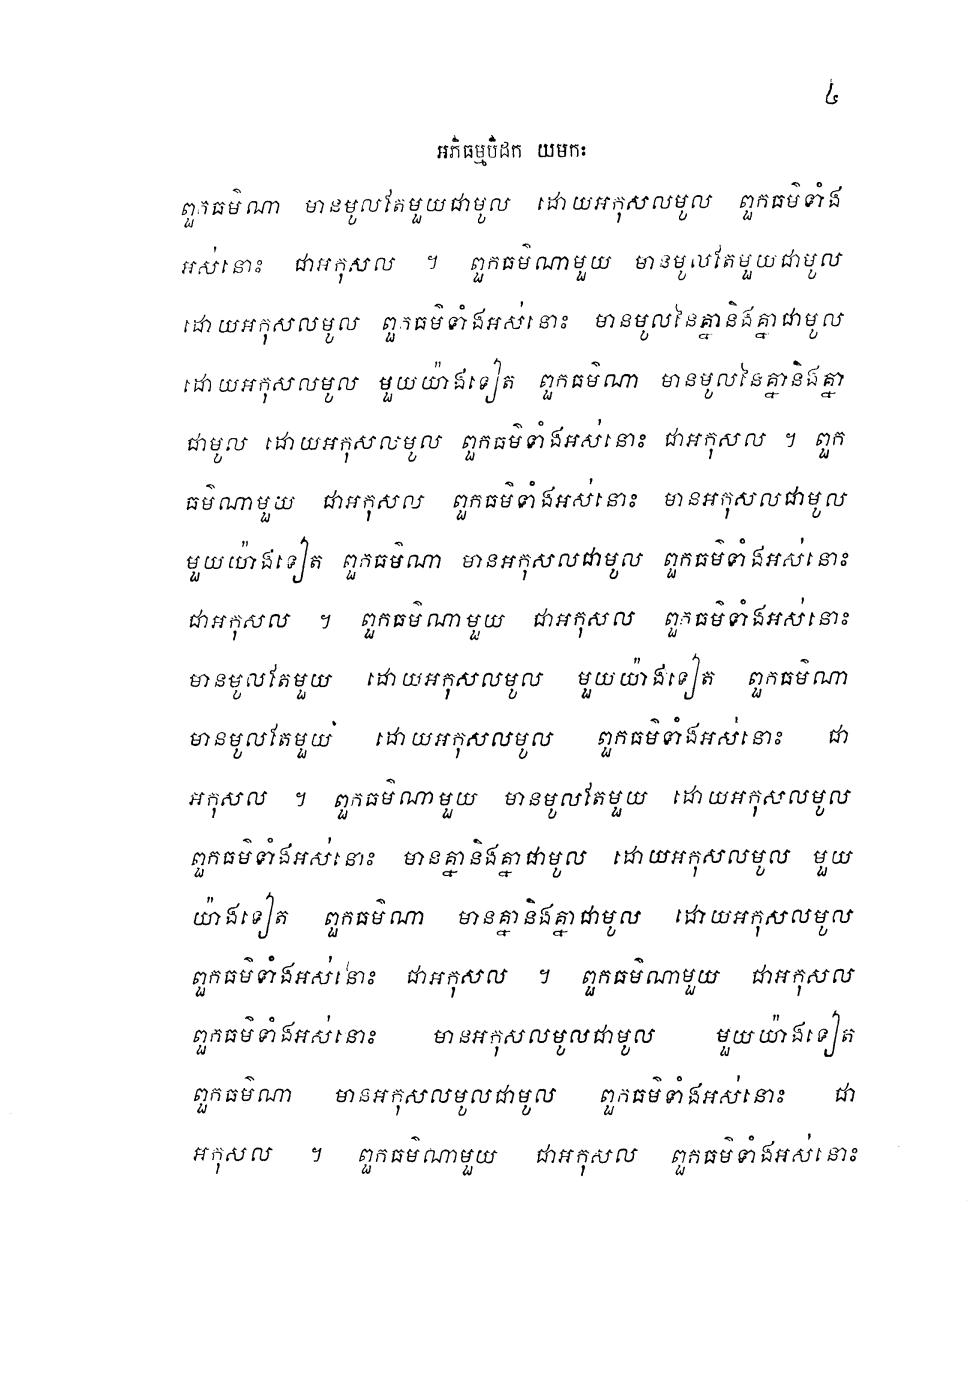 ៤
អភិធម្មបិដក យមកៈ
ពួកធម៌ណា មានមូលតែមួយជាមូល ដោយអកុសលមូល ពួកធម៌ទាំង
អស់នោះ ជាអកុសល ។ ពួកធម៌ណាមួយ មានមូលតែមួយជាមូល
ដោយអកុសលមូល ពួកធម៌ទាំងអស់នោះ មានមូលនៃគ្នានិងគ្នាជាមូល
ដោយអកុសលមូល មួយយ៉ាងទៀត ពួកធម៌ណា មានមូលនៃគ្នានិងគ្នា
ជាមូល ដោយអកុសលមូល ពួកធម៌ទាំងអស់នោះ ជាអកុសល ។ ពួក
ធម៌ណាមួយ ជាអកុសល ពួកធម៌ទាំងអស់នោះ មានអកុសលជាមូល
មួយយ៉ាងទៀត ពួកធម៌ណា មានអកុសលជាមូល ពួកធម៌ទាំងអស់នោះ
ជាអកុសល ។ ពួកធម៌ណាមួយ ជាអកុសល ពួកធម៌ទាំងអស់នោះ
មានមូលតែមួយ ដោយអកុសលមូល មួយយ៉ាងទៀត ពួកធម៌ណា
មានមូលតែមួយ ដោយអកុសលមូល ពួកធម៌ទាំងអស់នោះ ជា
អកុសល ។ ពួកធម៌ណាមួយ មានមូលតែមួយ ដោយអកុសលមូល
ពួកធម៌ទាំងអស់នោះ មានគ្នានិងគ្នាជាមូល ដោយអកុសលមូល មួយ
យ៉ាងទៀត ពួកធម៌ណា មានគ្នានិងគ្នាជាមូល ដោយអកុសលមូល
ពួកធម៌ទាំងអស់នោះ ជាអកុសល ។ ពួកធម៌ណាមួយ ជាអកុសល
ពួកធម៌ទាំងអស់នោះ មានអកុសលមូលជាមូល មួយយ៉ាងទៀត
ពួកធម៌ណា មានអកុសលមូលជាមូល ពួកធម៌ទាំងអស់នោះ ជា
អកុសល ។ ពួកធម៌ណាមួយ ជាអកុសល ពួកធម៌ទាំងអស់នោះ